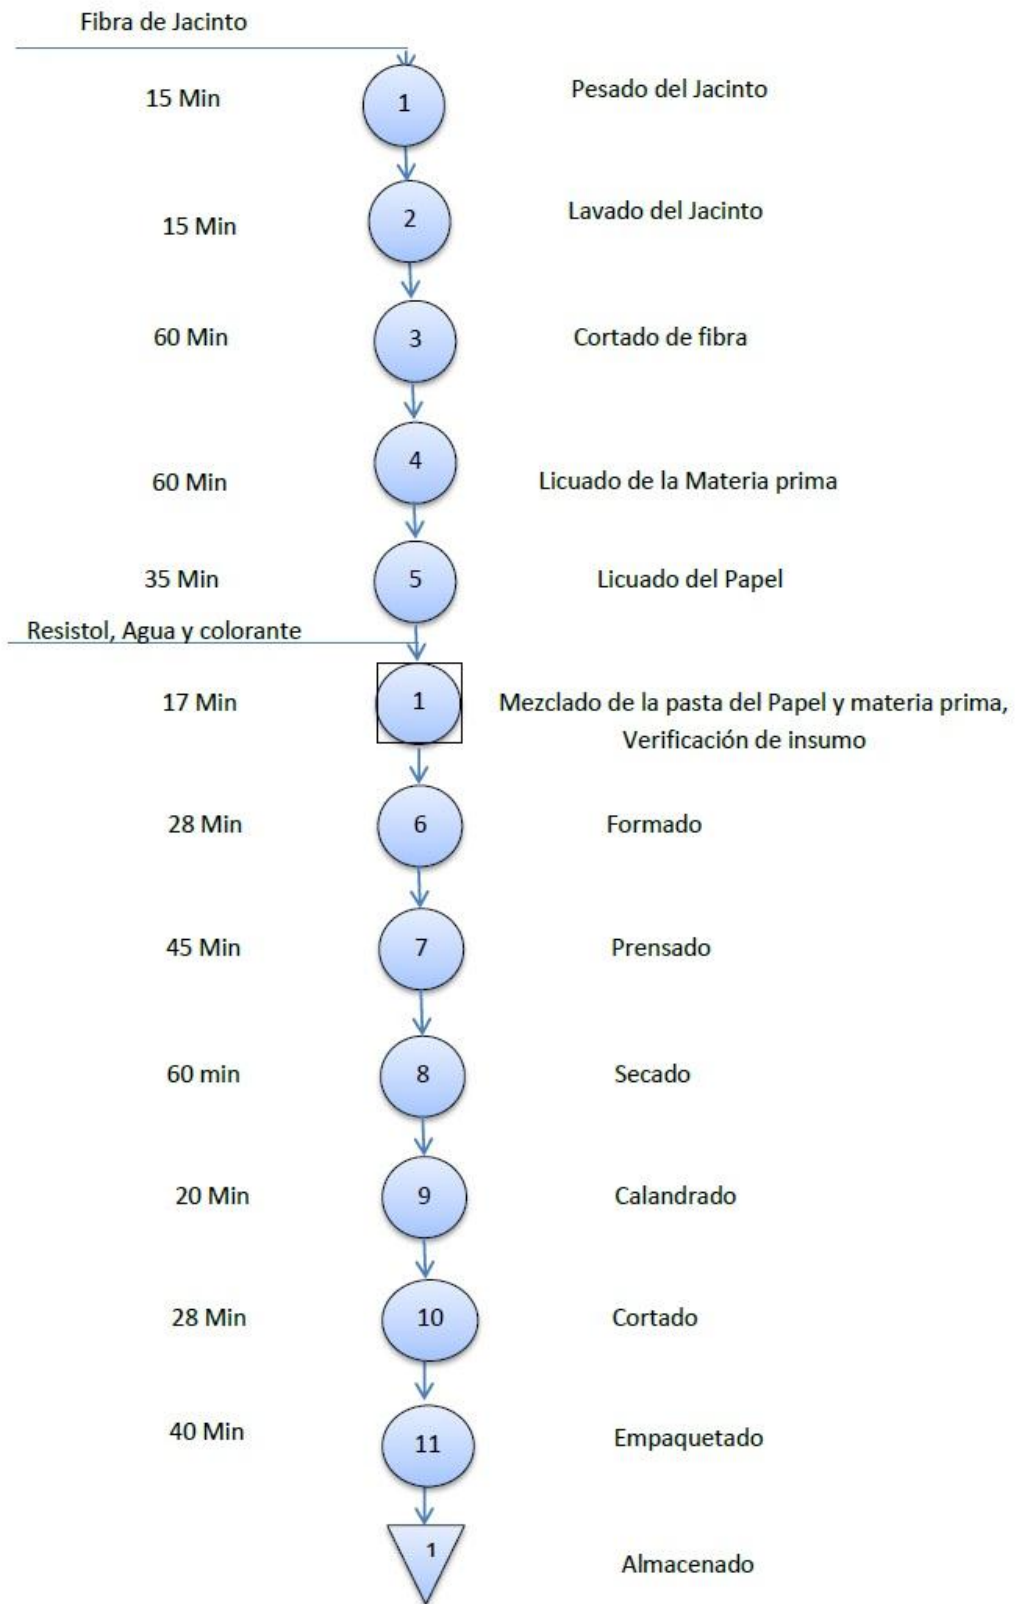 Fibra de Jacinto
15 Min
1
Pesado del Jacinto
15 Min
2
Lavado del Jacinto
60 Min
3
Cortado de fibra
60 Min
4
Licuado de la Materia prima
35 Min
5
Licuado del Papel
Resistol, Agua y colorante
17 Min
1
Mezclado de la pasta del Papel y materia prima,
Verificación de insumo
28 Min
6
Formado
45 Min
7
Prensado
60 min
8
Secado
20 Min
9
Calandrado
28 Min
10
Cortado
40 Min
11
Empaquetado
1
Almacenado